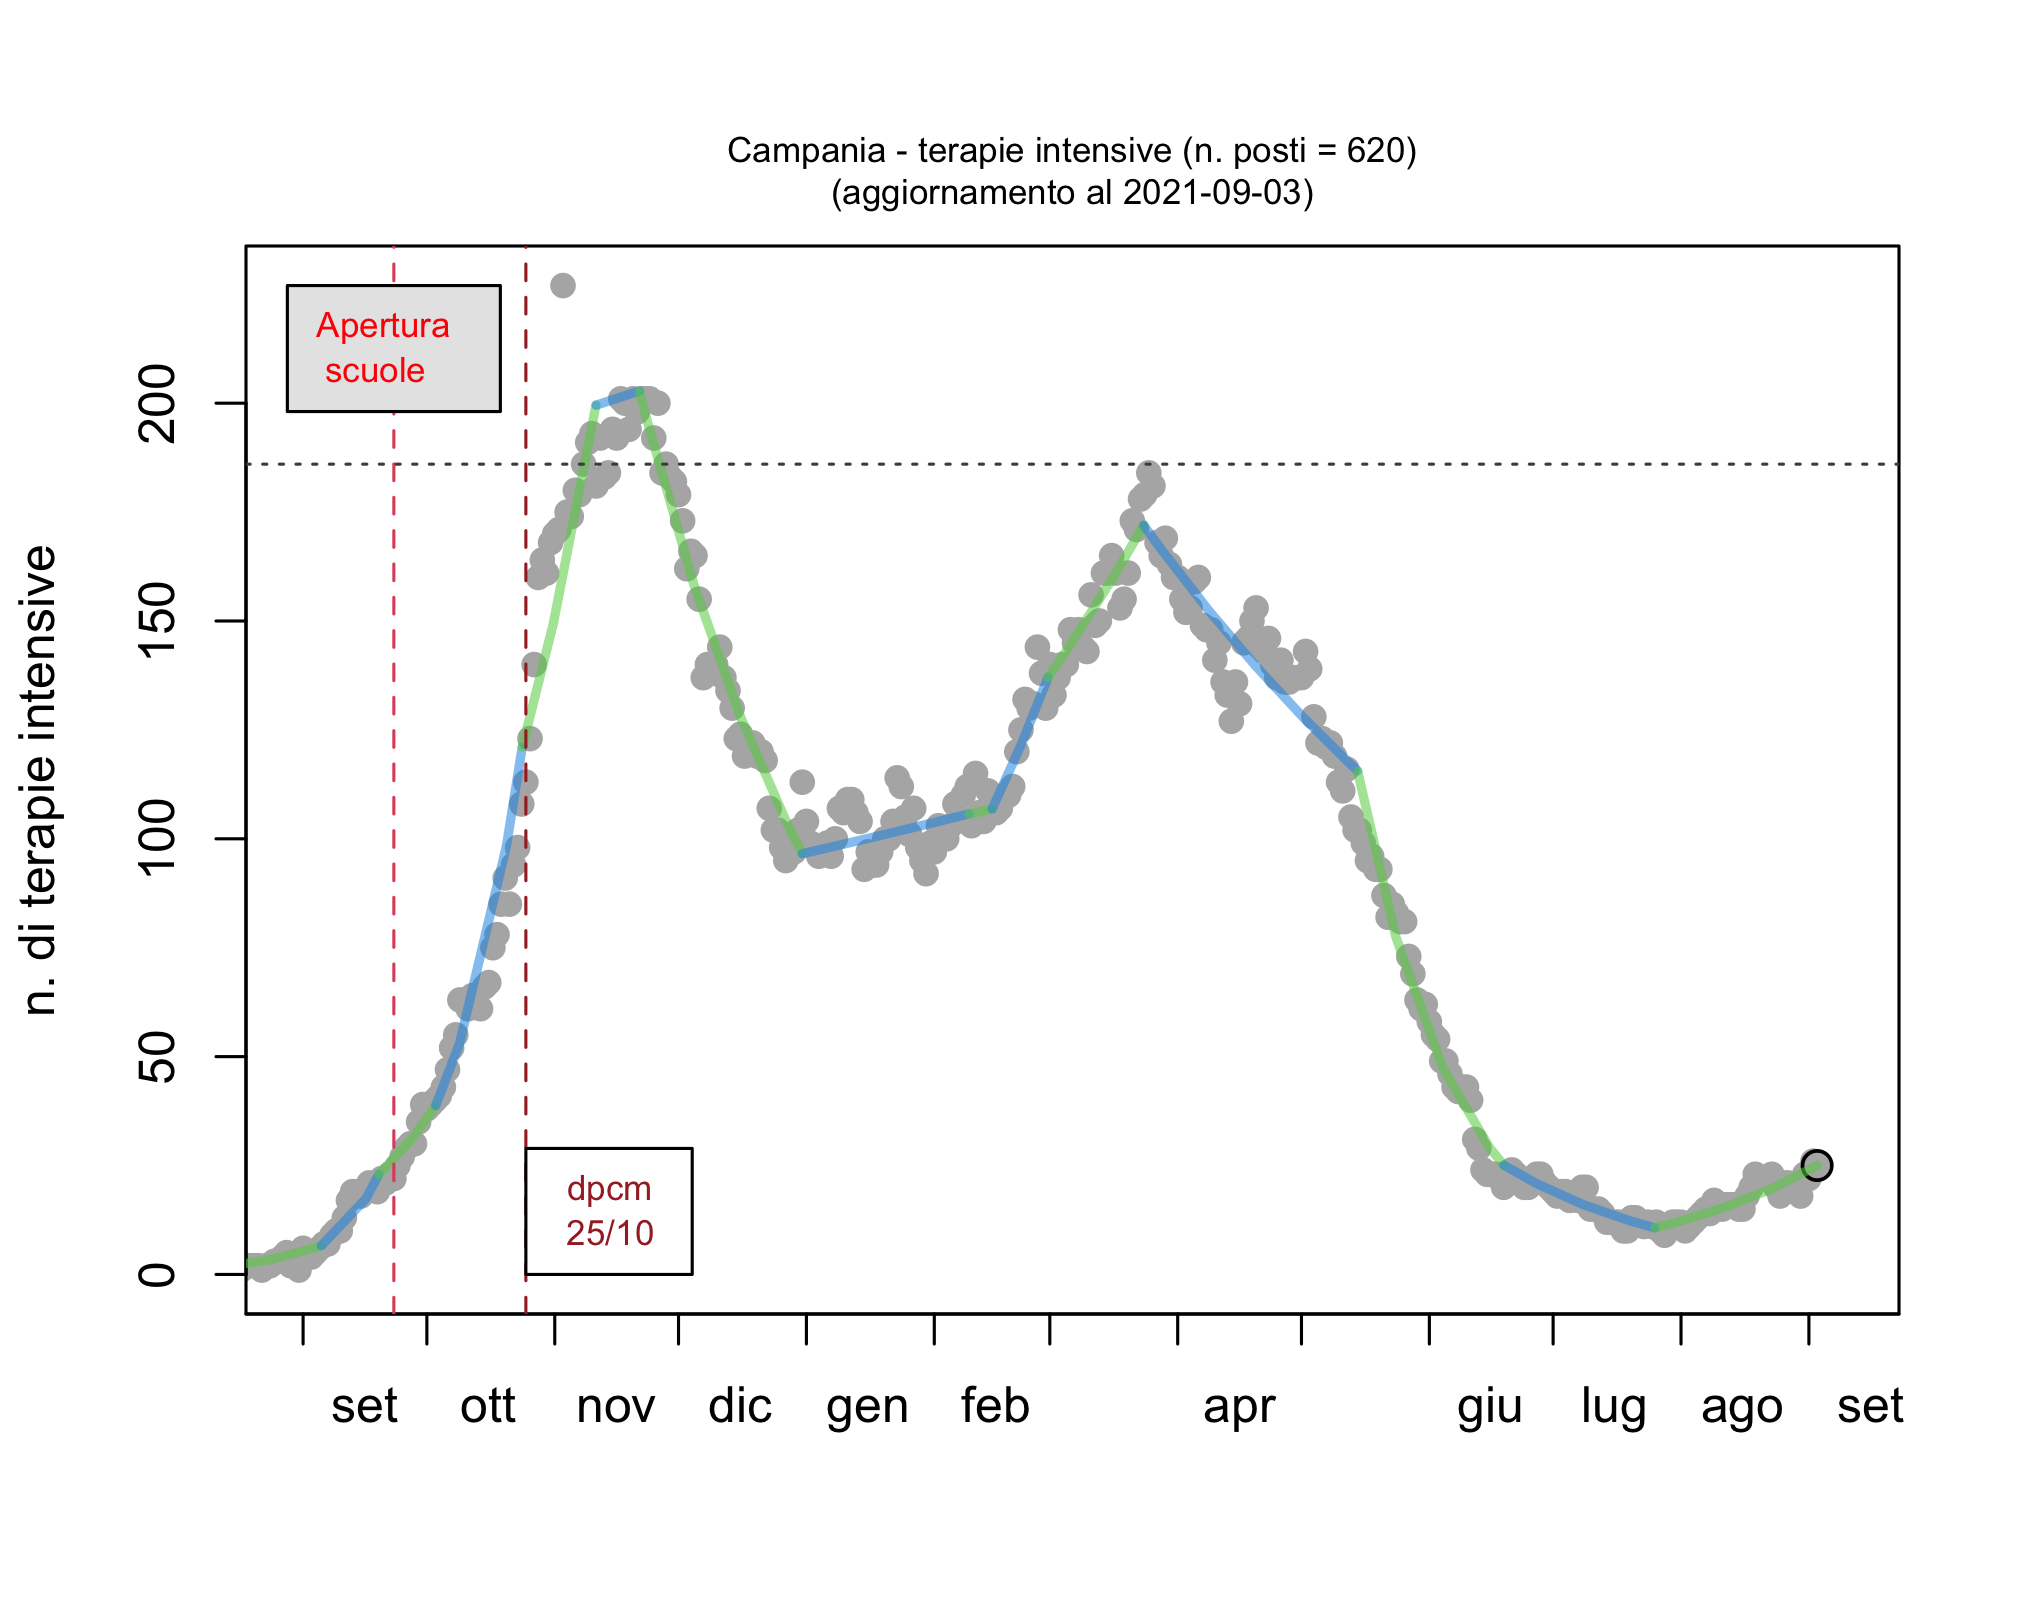 Campania - terapie intensive (n. posti = 620)
(aggiornamento al 2021-09-03)
n. di terapie intensive
200
150
100
50
0
Apertura
scuole
dpcm
25/10
set ott nov dic gen feb apr giu lug ago set